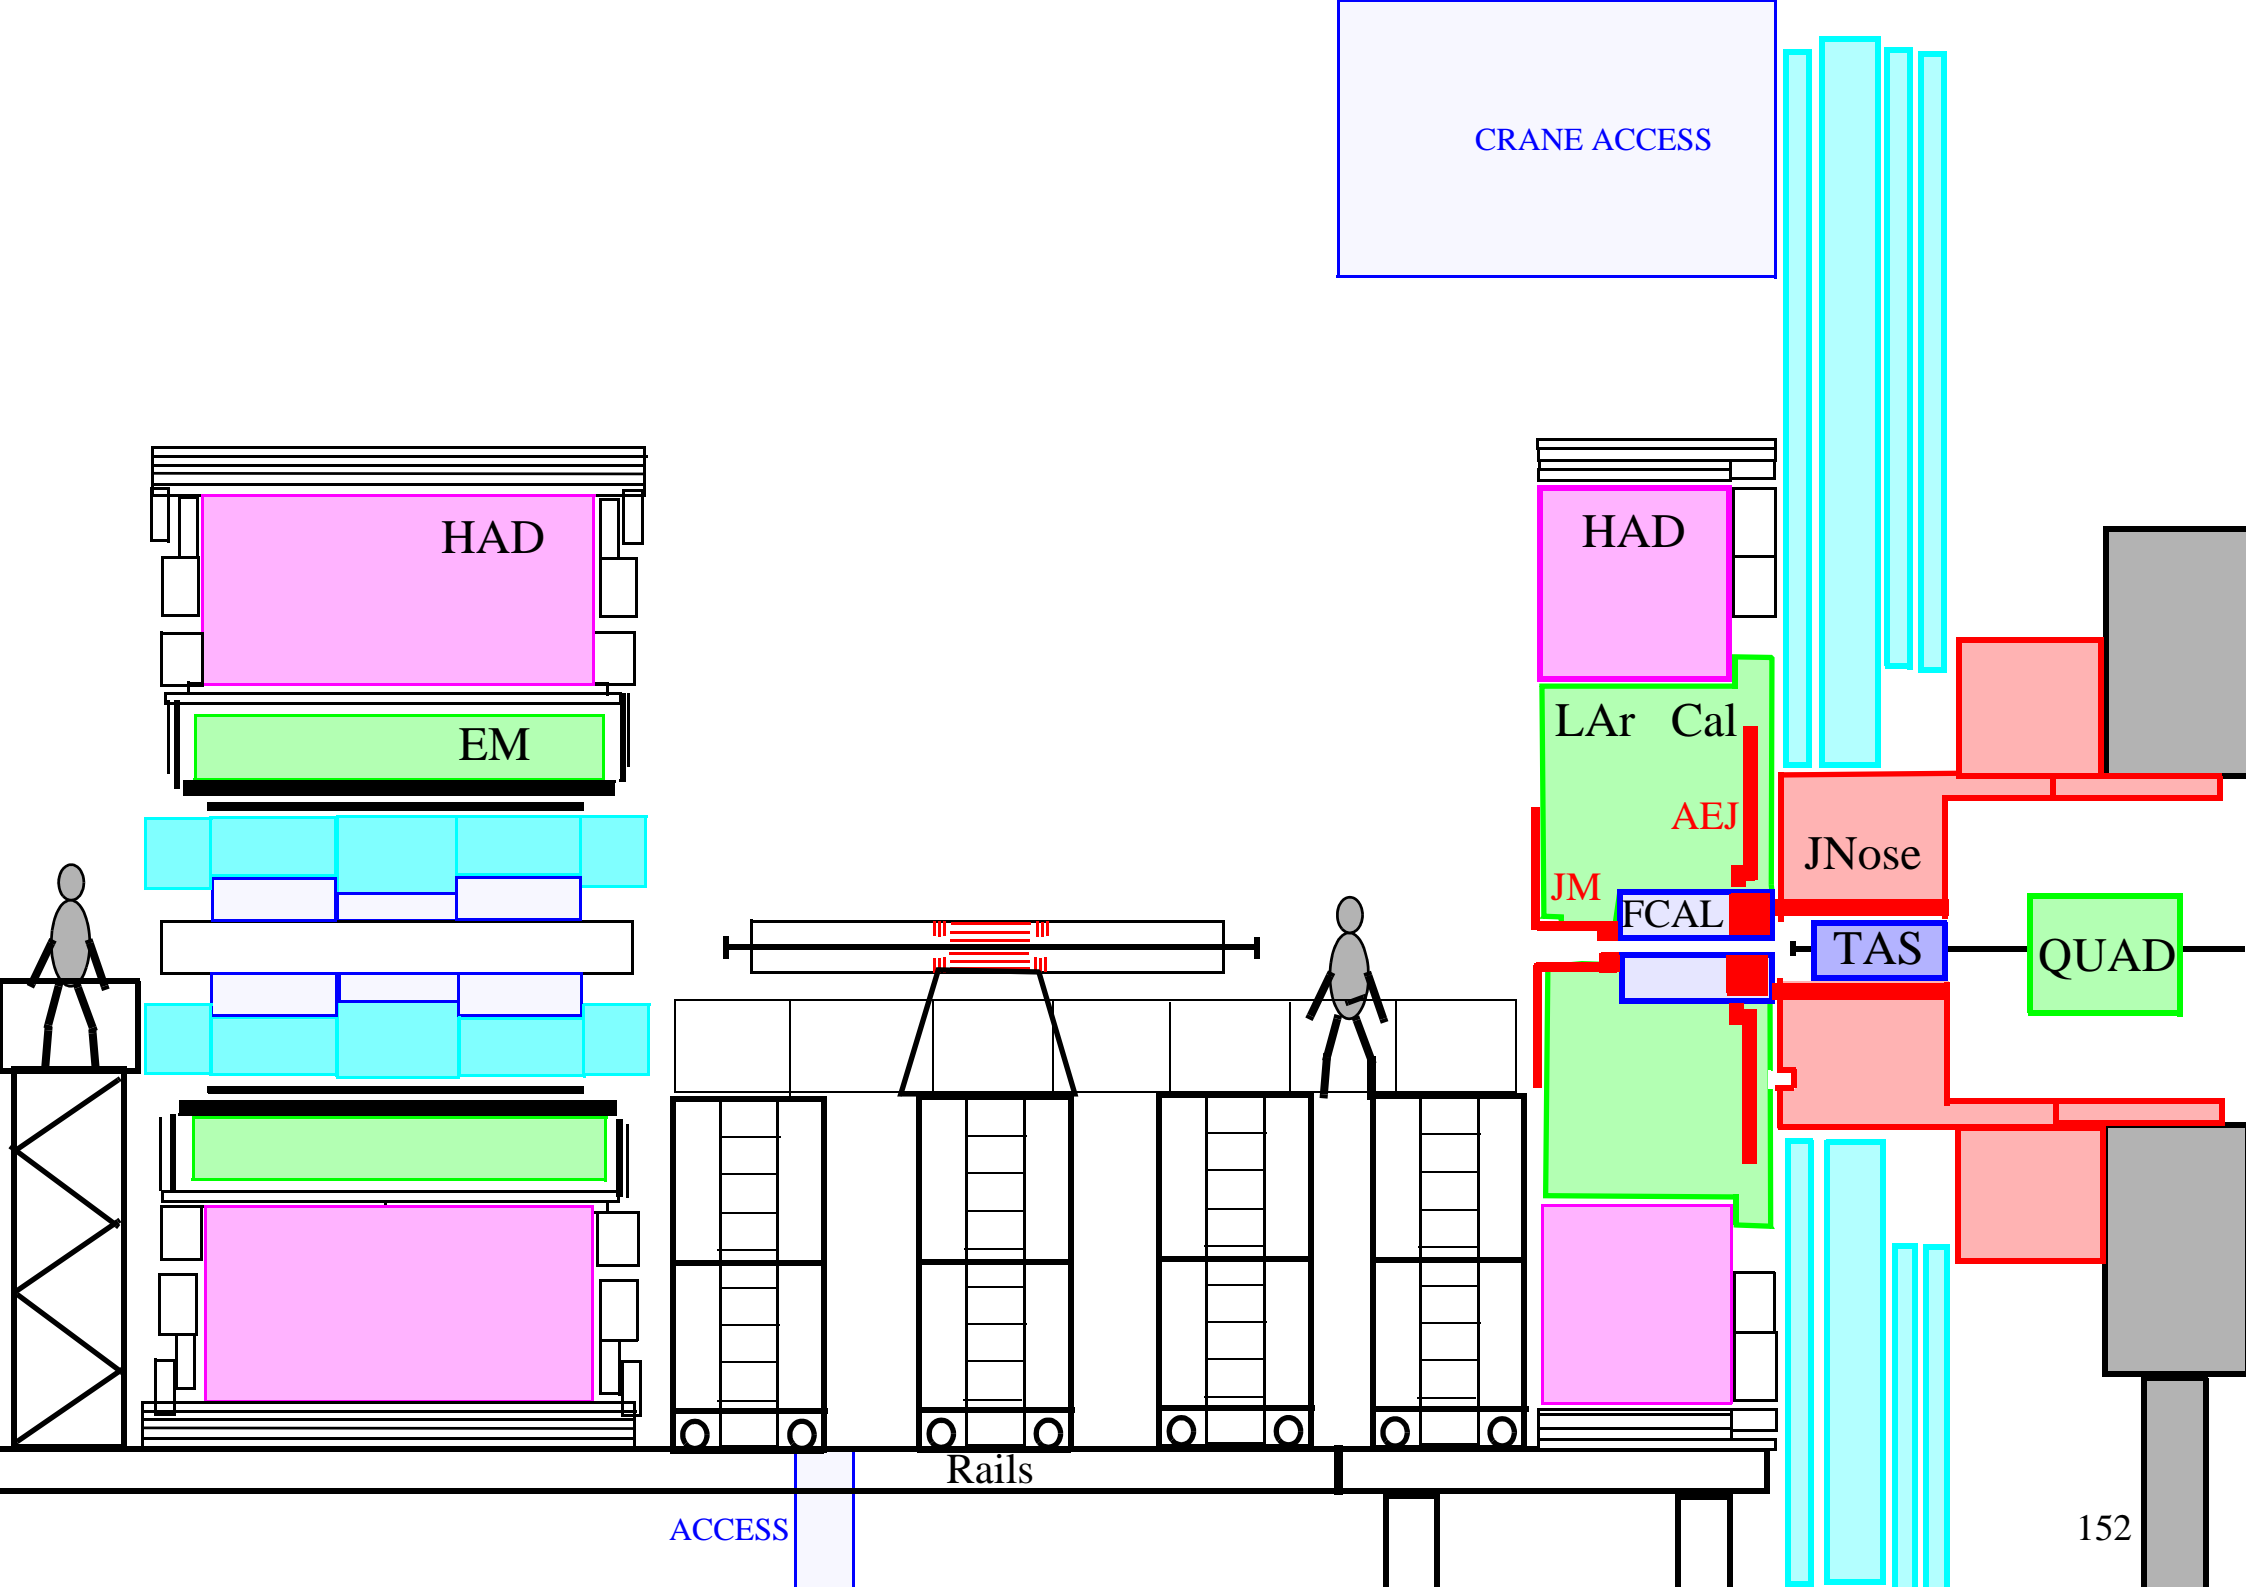 CRANE ACCESS
HAD
HAD
LAr Cal
EM
AEJ
JNose
JM
FCAL
TAS
QUAD
Rails
ACCESS
152